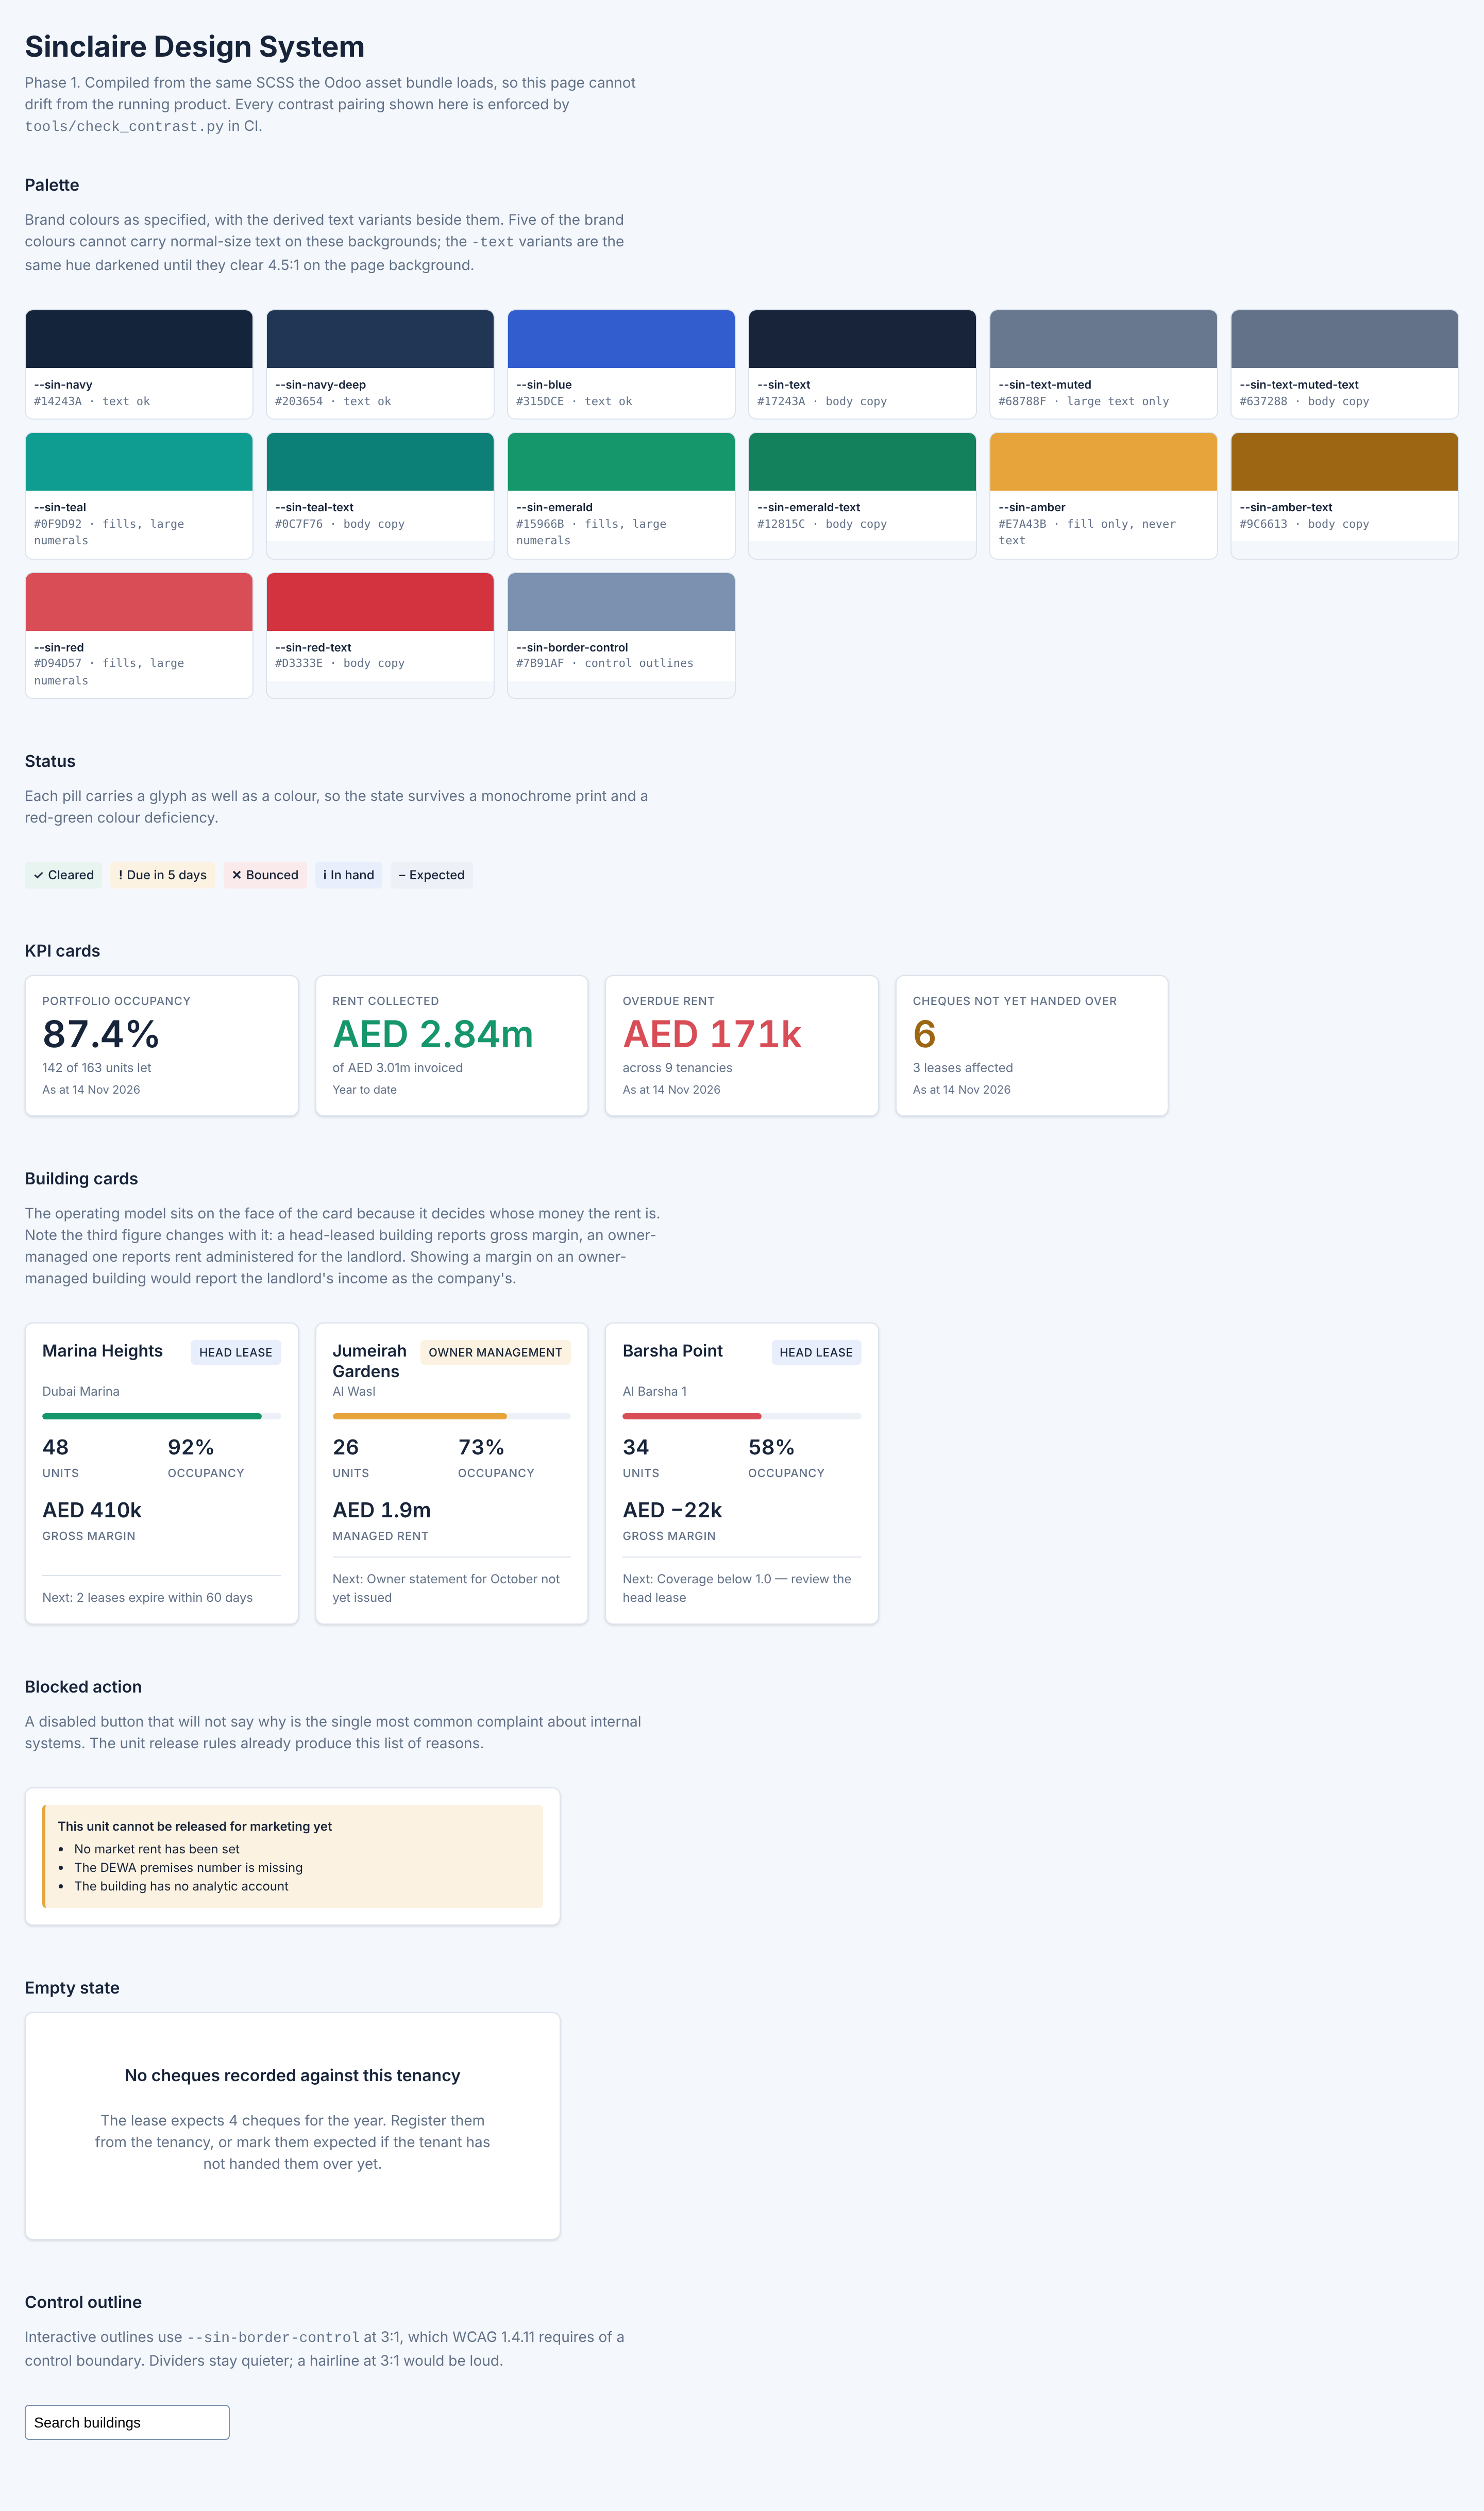 Sinclaire Design System
Phase 1. Compiled from the same SCSS the Odoo asset bundle loads, so this page cannot
drift from the running product. Every contrast pairing shown here is enforced by
tools/check_contrast.py in CI.
Palette
Brand colours as specified, with the derived text variants beside them. Five of the brand
colours cannot carry normal-size text on these backgrounds; the -text variants are the
same hue darkened until they clear 4.5:1 on the page background.
--sin-navy
#14243A · text ok
--sin-navy-deep
#203654 · text ok
--sin-blue
#315DCE · text ok
--sin-text
#17243A · body copy
--sin-text-muted
#68788F · large text only
--sin-text-muted-text
#637288 · body copy
--sin-teal
#0F9D92 · fills, large
numerals
--sin-teal-text
#0C7F76 · body copy
--sin-emerald
#15966B · fills, large
numerals
--sin-emerald-text
#12815C · body copy
--sin-amber
#E7A43B · fill only, never
text
--sin-amber-text
#9C6613 · body copy
--sin-red
#D94D57 · fills, large
numerals
--sin-red-text
#D3333E · body copy
--sin-border-control
#7B91AF · control outlines
Status
Each pill carries a glyph as well as a colour, so the state survives a monochrome print and a
red-green colour deficiency.
✓ Cleared
! Due in 5 days
✕ Bounced
i In hand
– Expected
KPI cards
PORTFOLIO OCCUPANCY
87.4%
142 of 163 units let
As at 14 Nov 2026
RENT COLLECTED
AED 2.84m
of AED 3.01m invoiced
Year to date
OVERDUE RENT
AED 171k
across 9 tenancies
As at 14 Nov 2026
CHEQUES NOT YET HANDED OVER
6
3 leases affected
As at 14 Nov 2026
Building cards
The operating model sits on the face of the card because it decides whose money the rent is.
Note the third figure changes with it: a head-leased building reports gross margin, an owner-
managed one reports rent administered for the landlord. Showing a margin on an owner-
managed building would report the landlord's income as the company's.
Marina Heights
HEAD LEASE
Dubai Marina
48
UNITS
92%
OCCUPANCY
AED 410k
GROSS MARGIN
Next: 2 leases expire within 60 days
Jumeirah
Gardens
OWNER MANAGEMENT
Al Wasl
26
UNITS
73%
OCCUPANCY
AED 1.9m
MANAGED RENT
Next: Owner statement for October not
yet issued
Barsha Point
HEAD LEASE
Al Barsha 1
34
UNITS
58%
OCCUPANCY
AED −22k
GROSS MARGIN
Next: Coverage below 1.0 — review the
head lease
Blocked action
A disabled button that will not say why is the single most common complaint about internal
systems. The unit release rules already produce this list of reasons.
This unit cannot be released for marketing yet
• No market rent has been set
• The DEWA premises number is missing
• The building has no analytic account
Empty state
No cheques recorded against this tenancy
The lease expects 4 cheques for the year. Register them
from the tenancy, or mark them expected if the tenant has
not handed them over yet.
Control outline
Interactive outlines use --sin-border-control at 3:1, which WCAG 1.4.11 requires of a
control boundary. Dividers stay quieter; a hairline at 3:1 would be loud.
Search buildings